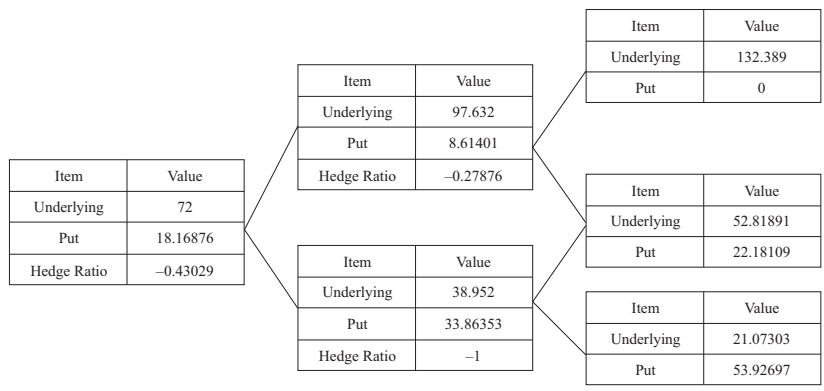 Item Value
Underlying 72
Put 18.16876
Hedge Ratio –0.43029
Item Value
Underlying 97.632
Put 8.61401
Hedge Ratio –0.27876
Item Value
Underlying 38.952
Put 33.86353
Hedge Ratio –1
Item Value
Underlying 132.389
Put 0
Item Value
Underlying 52.81891
Put 22.18109
Item Value
Underlying 21.07303
Put 53.92697